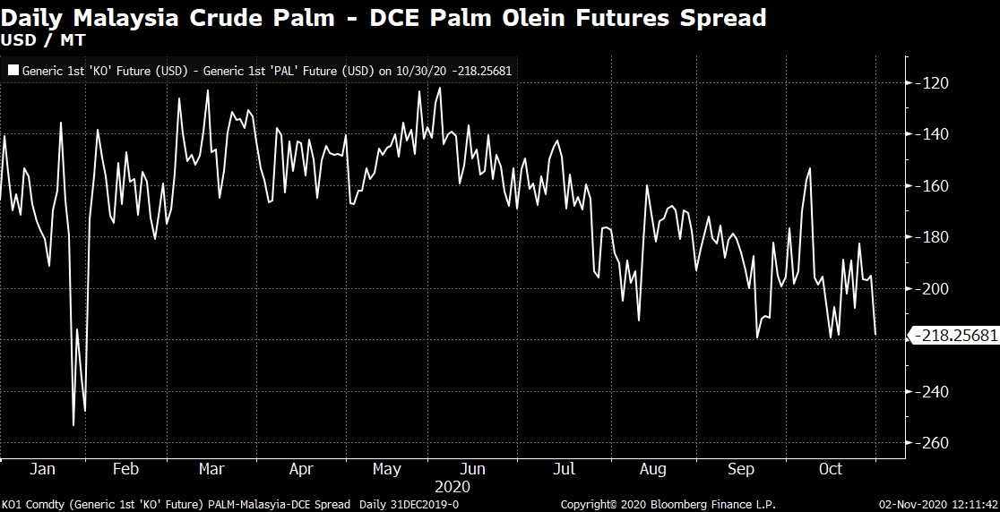 Daily Malaysia Crude Palm - DCE Palm Olein Futures Spread
USD / MT
Generic 1st 'KO' Future (USD) - Generic 1st 'PAL' Future (USD) on 10/30/20 -218.25681
-120
-140
-160
-180
-200
-218.25681
-240
-260
Jan Feb Mar Apr May Jun Jul Aug Sep Oct
2020
KO1 Comdty (Generic 1st 'KO' Future) PALM-Malasyia-DCE Spread Daily 31DEC2019-0 Copyright© 2020 Bloomberg Finance L.P. 02-Nov-2020 12:11:42